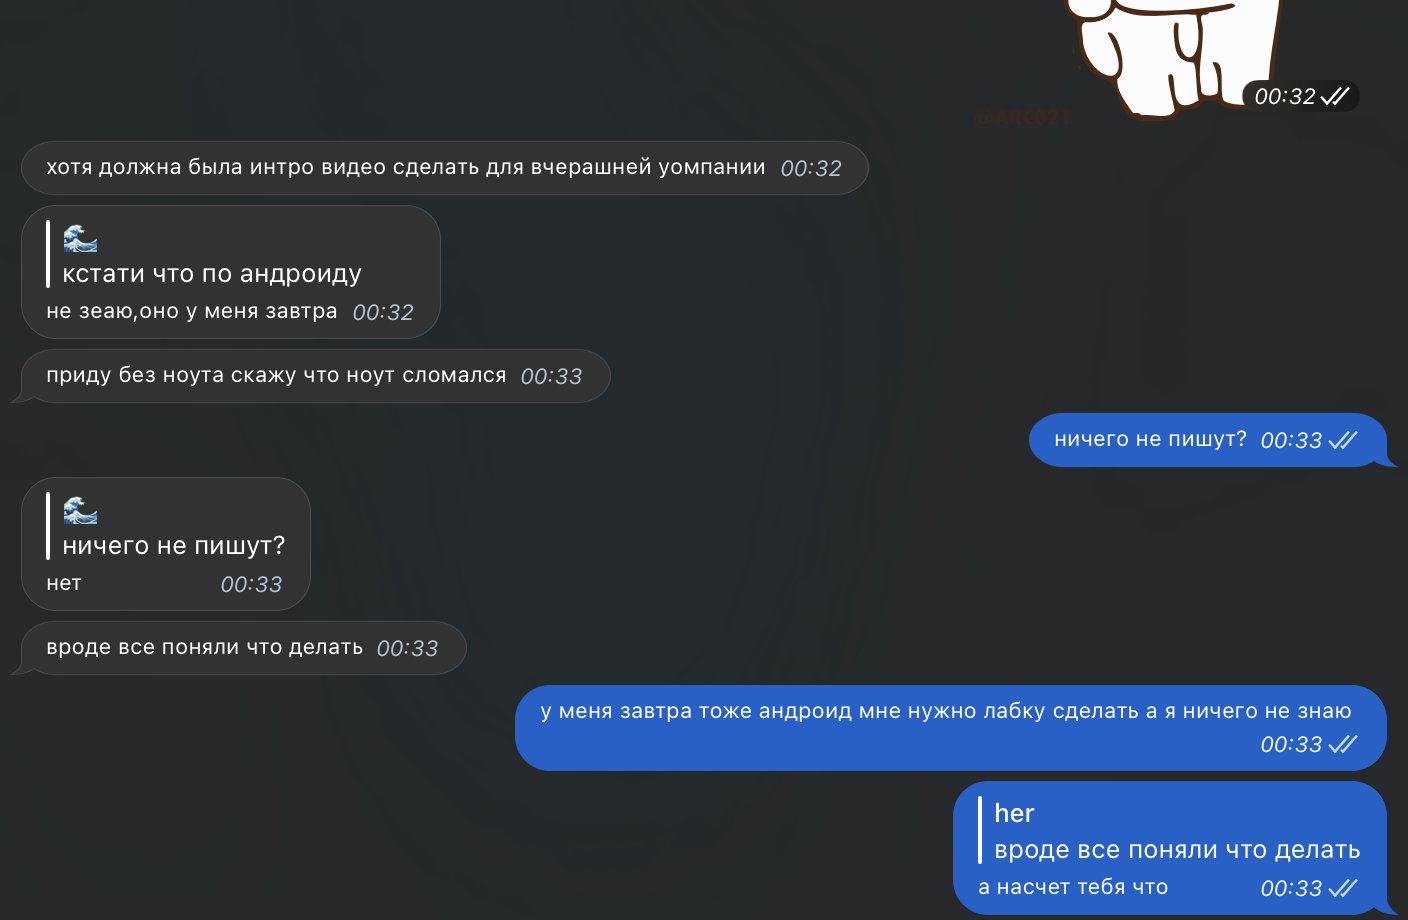 00:32
@ARC021
хотя должна была интро видео сделать для вчерашней уомпании 00:32
кстати что по андроиду
не зеаю,оно у меня завтра 00:32
приду без ноута скажу что ноут сломался 00:33
ничего не пишут? 00:33
ничего не пишут?
нет 00:33
вроде все поняли что делать 00:33
у меня завтра тоже андроид мне нужно лабку сделать а я ничего не знаю
00:33
her
вроде все поняли что делать
а насчет тебя что 00:33